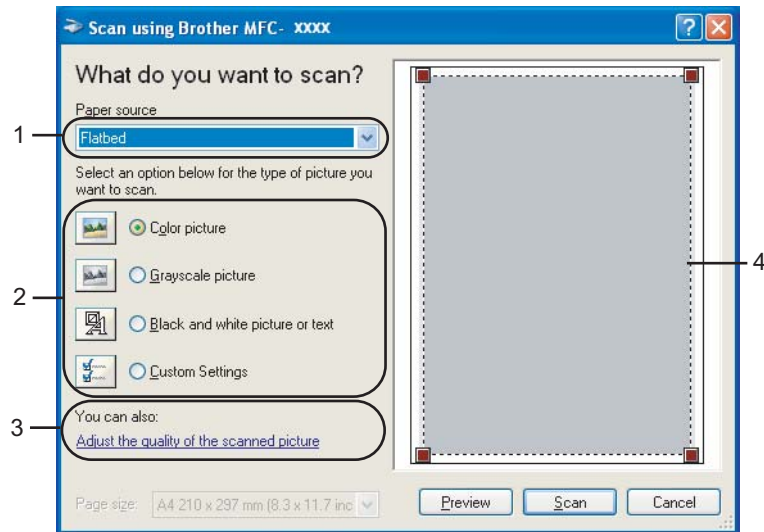 Scan using Brother MFC- XXXX
What do you want to scan?
Paper source
1
Flatbed
Select an option below for the type of picture you
want to scan.
Color picture
Grayscale picture
2
Black and white picture or text
Custom Settings
You can also:
3
Adjust the quality of the scanned picture
4
Page size: A4 210 x 297 mm (8.3 x 11.7 inc
Preview
Scan
Cancel